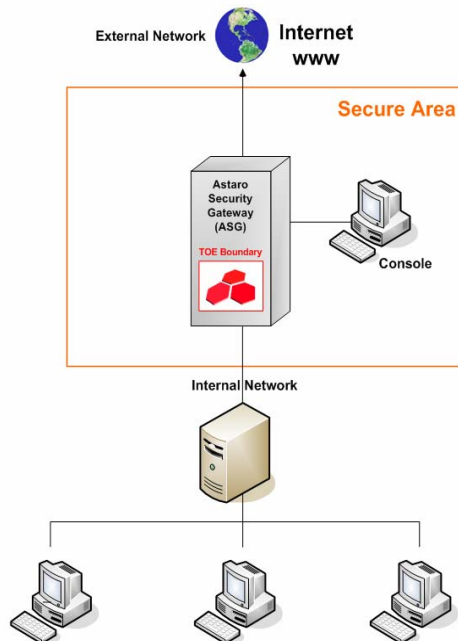 External Network
Internet
www
Secure Area
Astaro
Security
Gateway
(ASG)
TOE Boundary
Console
Internal Network